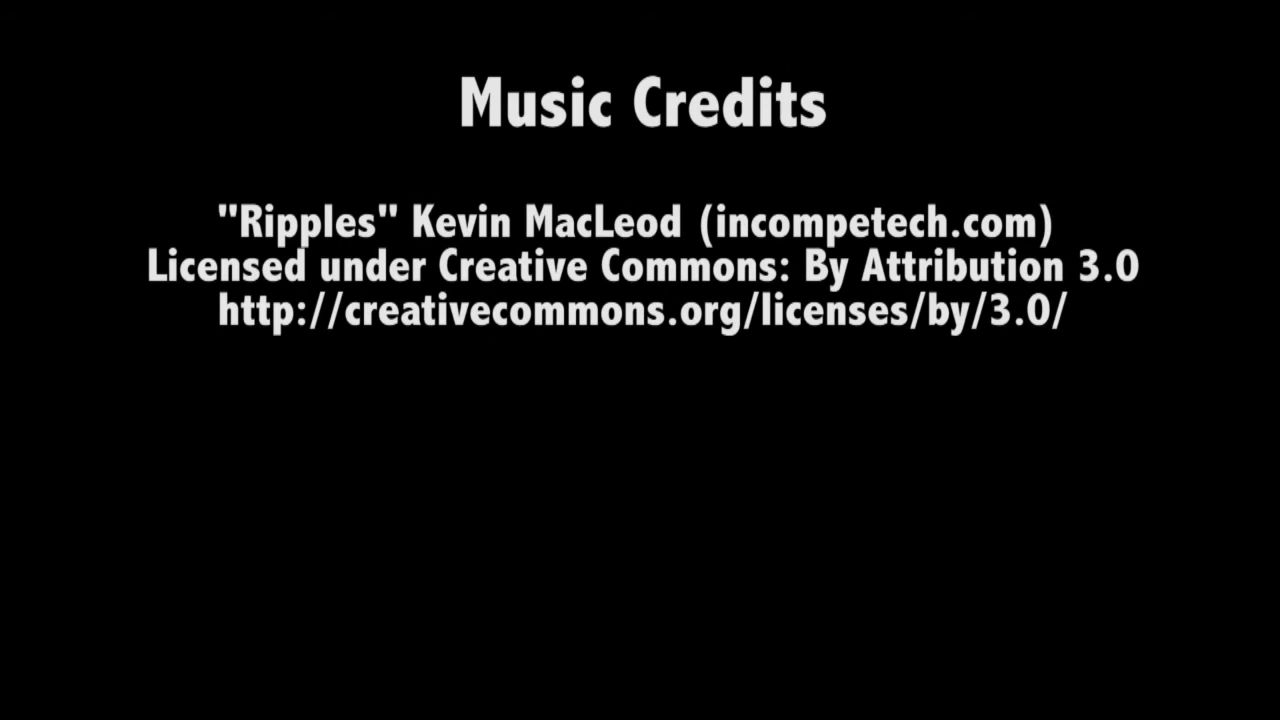 Music Credits
"Ripples" Kevin MacLeod (incompetech.com)
Licensed under Creative Commons: By Attribution 3.0
http://creativecommons.org/licenses/by/3.0/